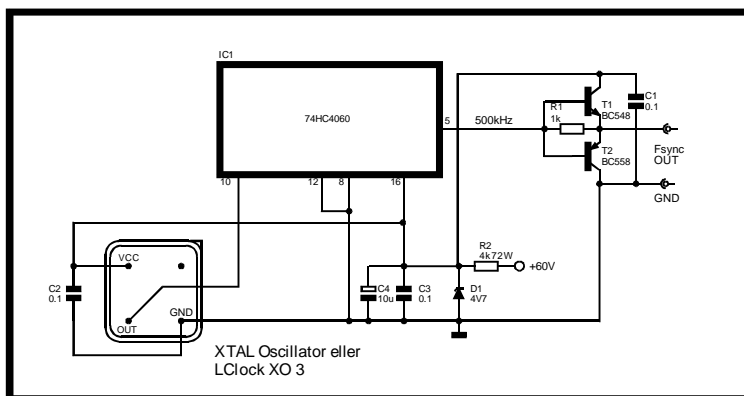 IC1
74HC4060
5
500kHz
10
12
8
16
R1
1k
T1
BC548
T2
BC558
C1
0.1
Fsync
OUT
GND
VCC
GND
OUT
C2
0.1
C4
10u
C3
0.1
R2
4k72W
+60V
D1
4V7
XTAL Oscillator eller
LClock XO 3